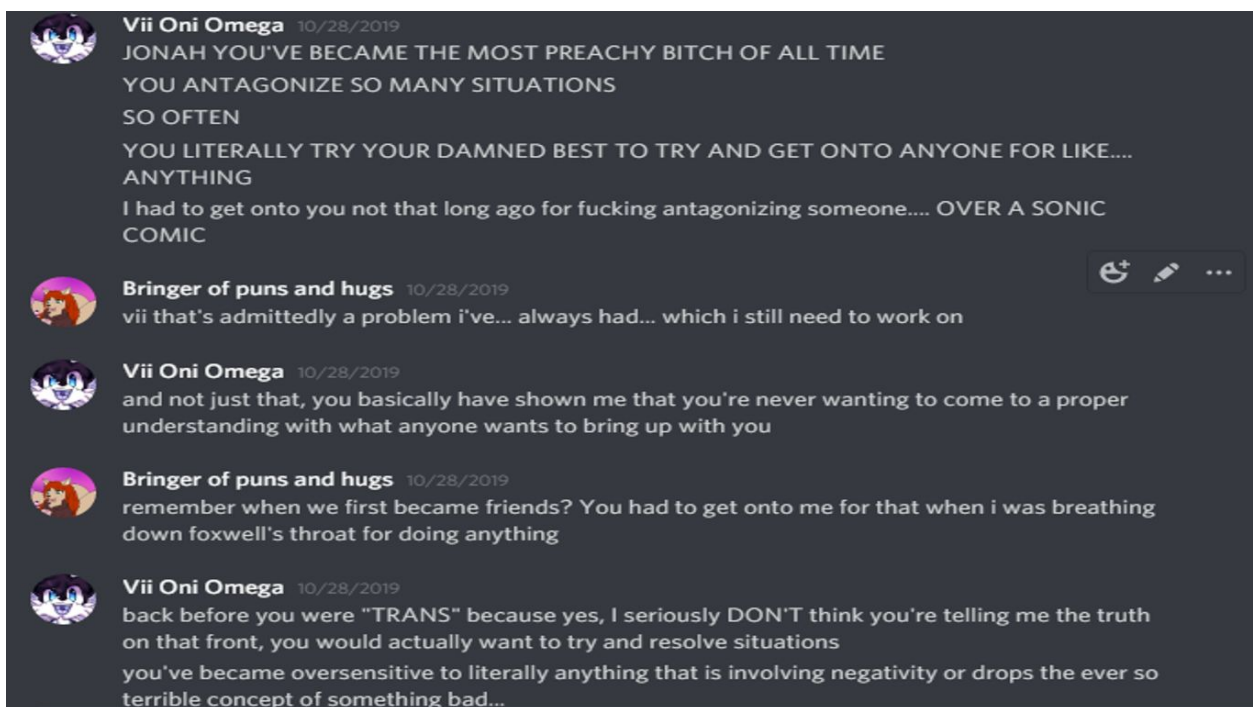 Vii Oni Omega 10/28/2019
JONAH YOU'VE BECAME THE MOST PREACHY BITCH OF ALL TIME
YOU ANTAGONIZE SO MANY SITUATIONS
SO OFTEN
YOU LITERALLY TRY YOUR DAMNED BEST TO TRY AND GET ONTO ANYONE FOR LIKE....
ANYTHING
I had to get onto you not that long ago for fucking antagonizing someone.... OVER A SONIC
COMIC
Bringer of puns and hugs 10/28/2019
vii that's admittedly a problem i've... always had... which i still need to work on
Vii Oni Omega 10/28/2019
and not just that, you basically have shown me that you're never wanting to come to a proper
understanding with what anyone wants to bring up with you
Bringer of puns and hugs 10/28/2019
remember when we first became friends? You had to get onto me for that when i was breathing
down foxwell's throat for doing anything
Vii Oni Omega 10/28/2019
back before you were "TRANS" because yes, I seriously DON'T think you're telling me the truth
on that front, you would actually want to try and resolve situations
you've became oversensitive to literally anything that is involving negativity or drops the ever so
terrible concept of something bad...